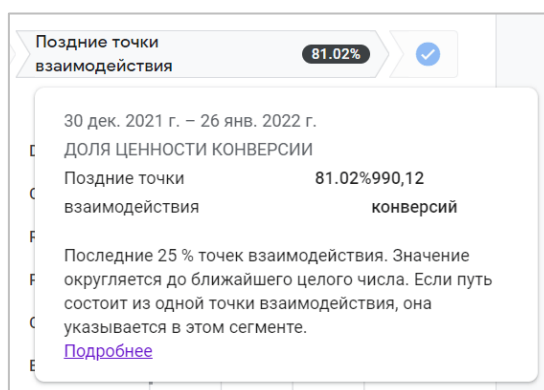 Поздние точки
взаимодействия
81.02%
30 дек. 2021 г. – 26 янв. 2022 г.
ДОЛЯ ЦЕННОСТИ КОНВЕРСИИ
Поздние точки 81.02%990,12
взаимодействия конверсий
Последние 25 % точек взаимодействия. Значение
округляется до ближайшего целого числа. Если путь
состоит из одной точки взаимодействия, она
указывается в этом сегменте.
Подробнее